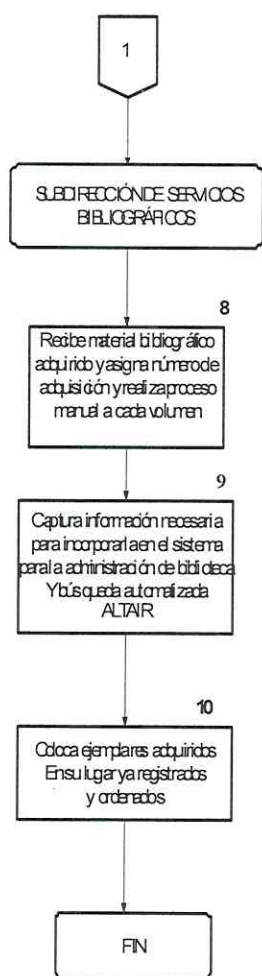 1
SUBDIRECCIÓN DE SERVICIOS
BIBLIOGRÁFICOS
8
Recibe material bibliográfico
adquirido y asigna número de
adquisición y realiza proceso
manual a cada volumen
9
Captura información necesaria
para incorporarla en el sistema
para la administración de biblioteca
Y búsqueda automatizada
ALTAIR
10
Coloca ejemplares adquiridos
En su lugar ya registrados
y ordenados
FIN